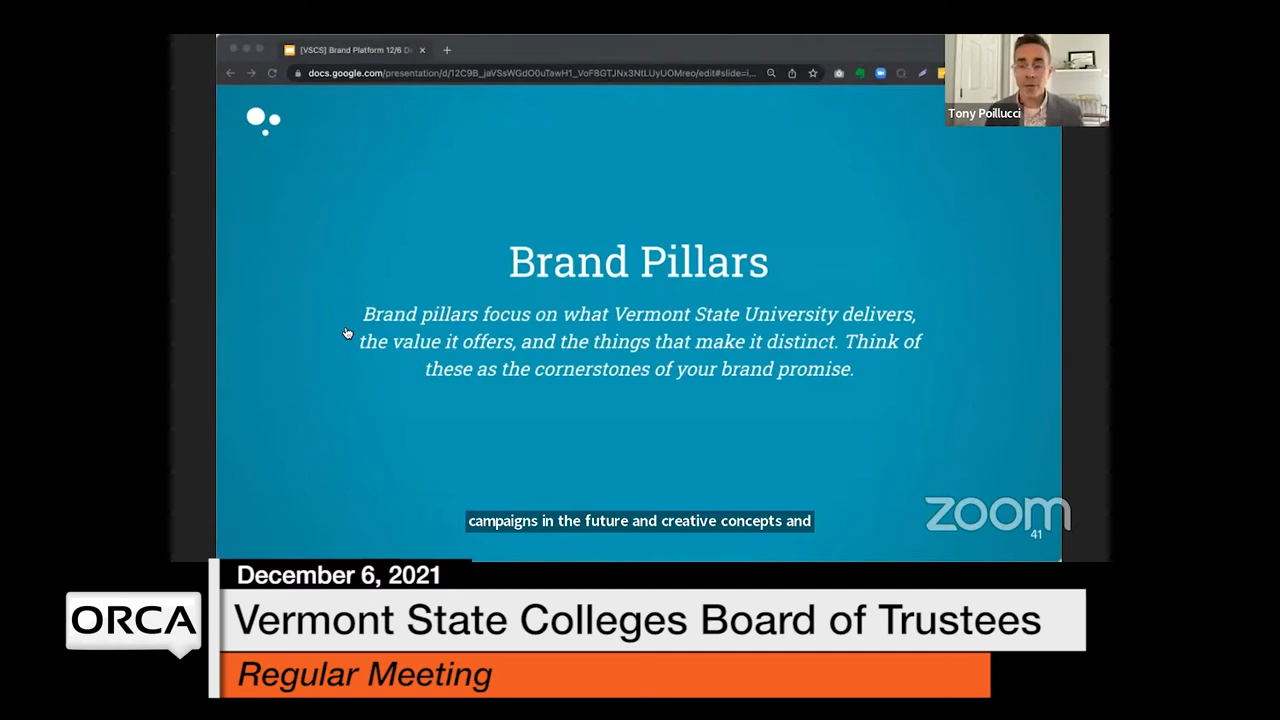 [VSCS] Brand Platform 12/6 D
docs.google.com/presentation/d/12C9B_jaVSsWGdO0uTawH1_VoF8GTJNx3NtLUyUOMreo/edit#slide=i...
Tony Poillucci
Brand Pillars
Brand pillars focus on what Vermont State University delivers,
the value it offers, and the things that make it distinct. Think of
these as the cornerstones of your brand promise.
campaigns in the future and creative concepts and
zoom
41
December 6, 2021
ORCA
Vermont State Colleges Board of Trustees
Regular Meeting